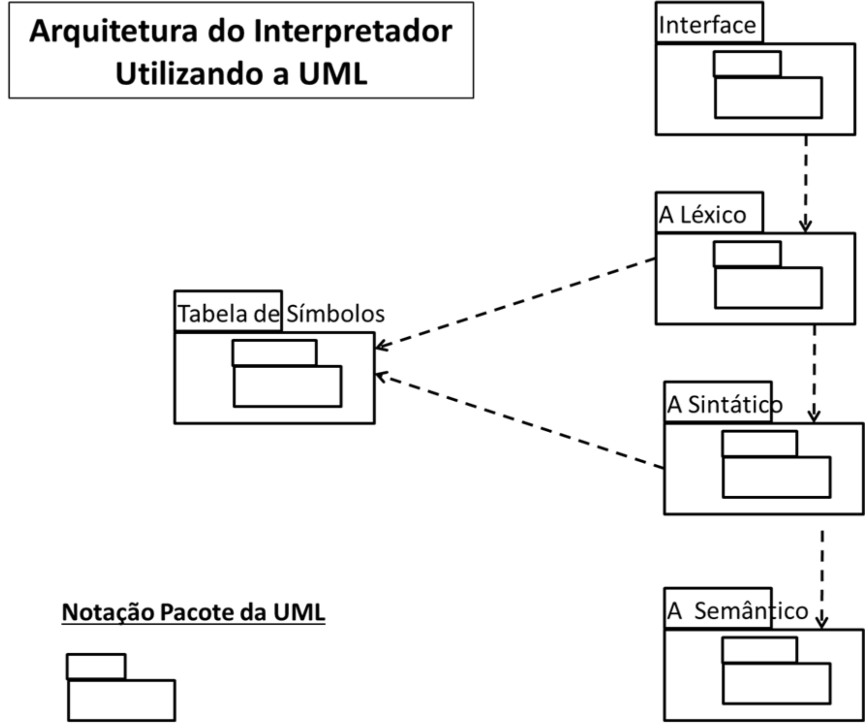 Arquitetura do Interpretador
Utilizando a UML
Interface
A Léxico
Tabela de Símbolos
A Sintático
A Semântico
Notação Pacote da UML